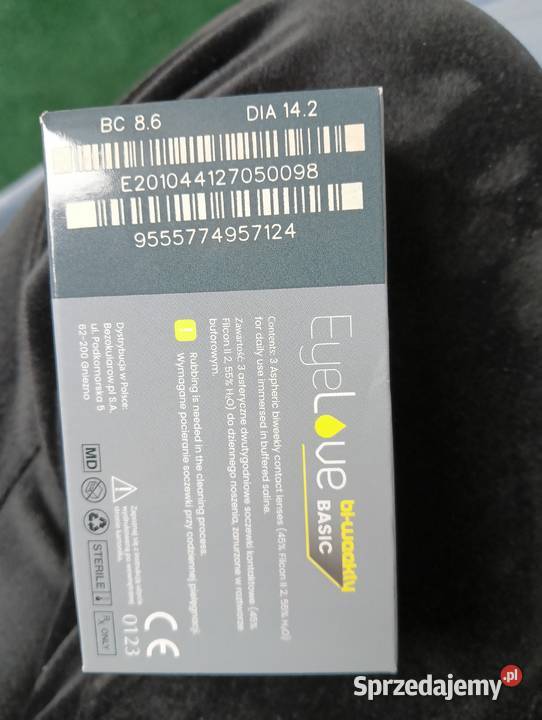 BC 8.6 DIA 14.2
E201044127050098
9555774957124
EyeLove
bi-weekly
BASIC
Contents: 3 Aspheric biweekly contact lenses (45% Filcon II 2, 55% H₂O)
for daily use immersed in buffered saline.
Zawartość: 3 asferyczne dwutygodniowe soczewki kontaktowe (45%
Filcon II 2, 55% H₂O) do dziennego noszenia, zanurzone w roztworze
buforowym.
!
Rubbing is needed in the cleaning process.
Wymagane pocieranie soczewki przy codziennej pielęgnacji.
Dystrybucja w Polsce:
Bezokularow.pl S.A.
ul. Padkomorska 5
62-200 Gniezno
MD
STERILE
Rx ONLY
CE
0123
Sprzedajemy.pl